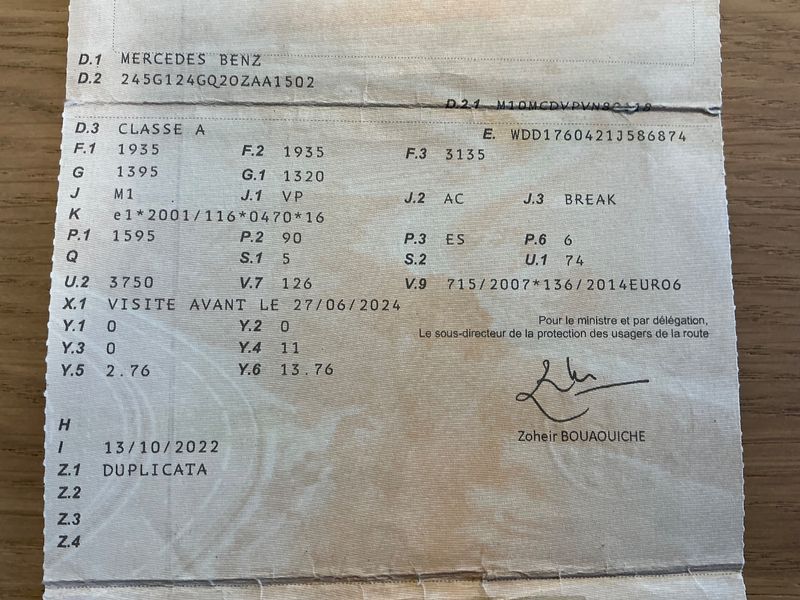 D.1 MERCEDES BENZ
D.2 245G124GQ2OZAA1502
D.2.1
D.3 CLASSE A E. WDD1760421J586874
F.1 1935 F.2 1935 F.3 3135
G 1395 G.1 1320
J M1 J.1 VP J.2 AC J.3 BREAK
K e1*2001/116*0470*16
P.1 1595 P.2 90 P.3 ES P.6 6
Q S.1 5 S.2 U.1 74
U.2 3750 V.7 126 V.9 715/2007*136/2014EURO6
X.1 VISITE AVANT LE 27/06/2024
Y.1 0 Y.2 0
Y.3 0 Y.4 11
Y.5 2.76 Y.6 13.76
Pour le ministre et par délégation,
Le sous-directeur de la protection des usagers de la route
Zoheir BOUAOUICHE
H
I 13/10/2022
Z.1 DUPLICATA
Z.2
Z.3
Z.4